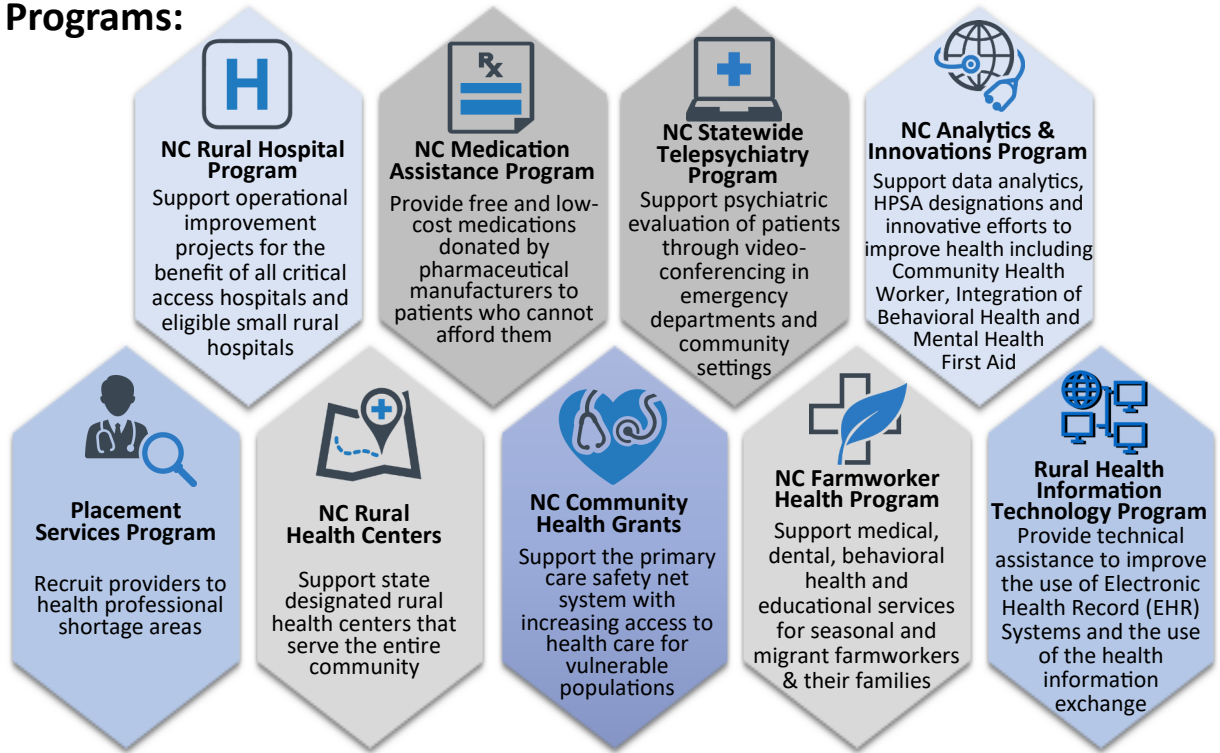 Programs:
H
Rx
NC Rural Hospital
Program
Support operational
improvement
projects for the
benefit of all critical
access hospitals and
eligible small rural
hospitals
NC Medication
Assistance Program
Provide free and low-
cost medications
donated by
pharmaceutical
manufacturers to
patients who cannot
afford them
NC Statewide
Telepsychiatry
Program
Support psychiatric
evaluation of patients
through video-
conferencing in
emergency
departments and
community
settings
NC Analytics &
Innovations Program
Support data analytics,
HPSA designations and
innovative efforts to
improve health including
Community Health
Worker, Integration of
Behavioral Health and
Mental Health
First Aid
Placement
Services Program
Recruit providers to
health professional
shortage areas
NC Rural
Health Centers
Support state
designated rural
health centers that
serve the entire
community
NC Community
Health Grants
Support the primary
care safety net
system with
increasing access to
health care for
vulnerable
populations
NC Farmworker
Health Program
Support medical,
dental, behavioral
health and
educational services
for seasonal and
migrant farmworkers
& their families
Rural Health
Information
Technology Program
Provide technical
assistance to improve
the use of Electronic
Health Record (EHR)
Systems and the use
of the health
information
exchange